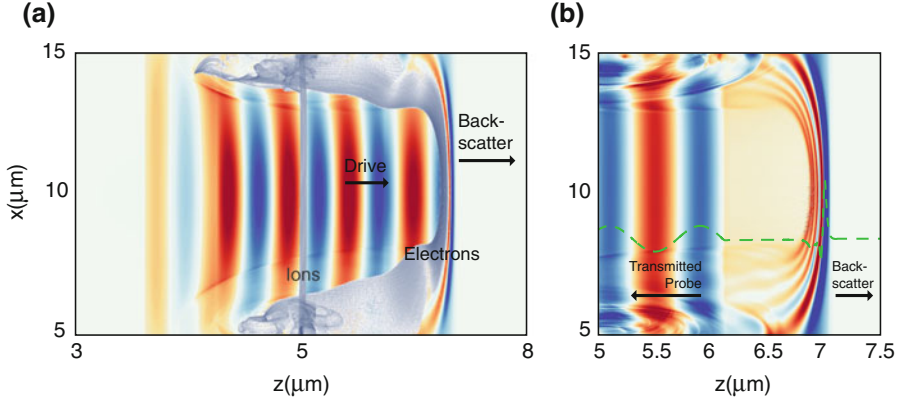 (a)
15
10
5
x(μm)
Drive
Back-
scatter
Electrons
Ions
3
5
8
z(μm)
(b)
15
10
5
Transmitted
Probe
Back-
scatter
5
5.5
6
6.5
7
7.5
z(μm)